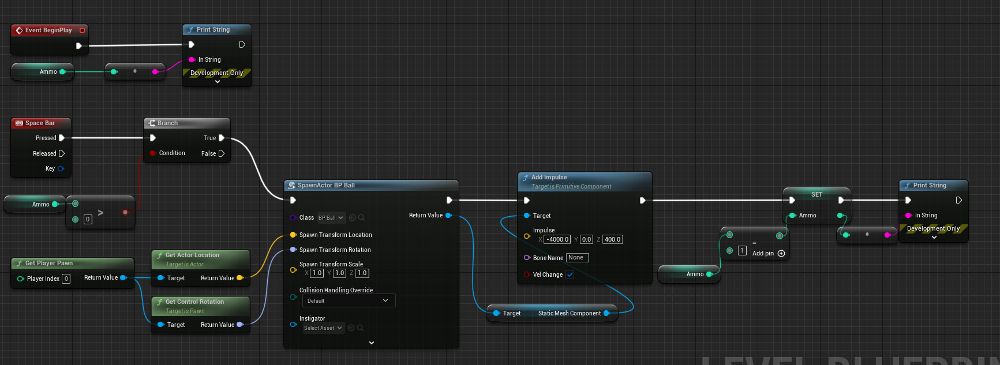 Event BeginPlay
Print String
In String
Ammo
Development Only
Space Bar
Pressed
Released
Key
Branch
True
Condition
False
Ammo
0
>
SpawnActor BP Ball
Class
BP Ball
Return Value
Spawn Transform Location
Spawn Transform Rotation
Spawn Transform Scale
X 1.0 Y 1.0 Z 1.0
Collision Handling Override
Default
Instigator
Select Asset
Get Player Pawn
Player Index 0
Return Value
Get Actor Location
Target is Actor
Target
Return Value
Get Control Rotation
Target is Pawn
Target
Return Value
Add Impulse
Target is Primitive Component
Target
Impulse
X -4000.0 Y 0.0 Z 400.0
Bone Name None
Vel Change
Target
Static Mesh Component
SET
Ammo
-
1
Add pin
Ammo
Print String
In String
Development Only